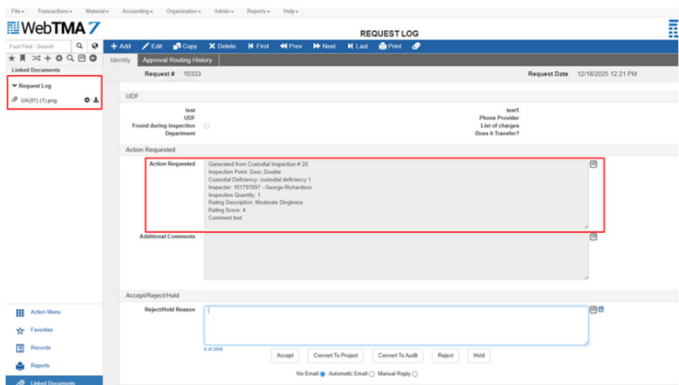 File Transactions Material Accounting Organization Admin Reports Help
WebTMA 7
REQUEST LOG
Fast Find - Search
+ Add Edit Copy Delete First Prev Next Last Print
Linked Documents
Identity Approval Routing History
Request # 10333 Request Date 12/18/2025 12:21 PM
Request Log
UDF
test test1
UDF Phone Provider
Found during inspection List of charges
Department Does it Transfer?
Action Requested
Action Requested Generated from Custodial Inspection # 26
Inspection Point: Door, Double
Custodial Deficiency: custodial deficiency 1
Inspector: 101797897 - George Richardson
Inspection Quantity: 1
Rating Description: Moderate Dinginess
Rating Score: 4
Comment test
Additional Comments
Accept/Reject/Hold
Reject/Hold Reason
Action Menu
Favorites
Records
Reports
Linked Documents
Accept Convert To Project Convert To Audit Reject Hold
No Email Automatic Email Manual Reply